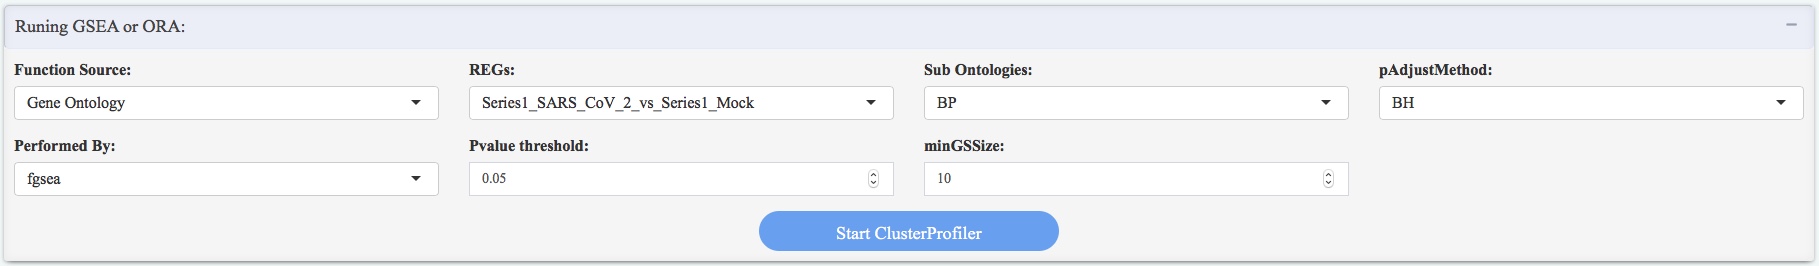 Runing GSEA or ORA:
Function Source: REGs: Sub Ontologies: pAdjustMethod:
Gene Ontology Series1_SARS_CoV_2_vs_Series1_Mock BP BH
Performed By: Pvalue threshold: minGSSize:
fgsea 0.05 10
Start ClusterProfiler